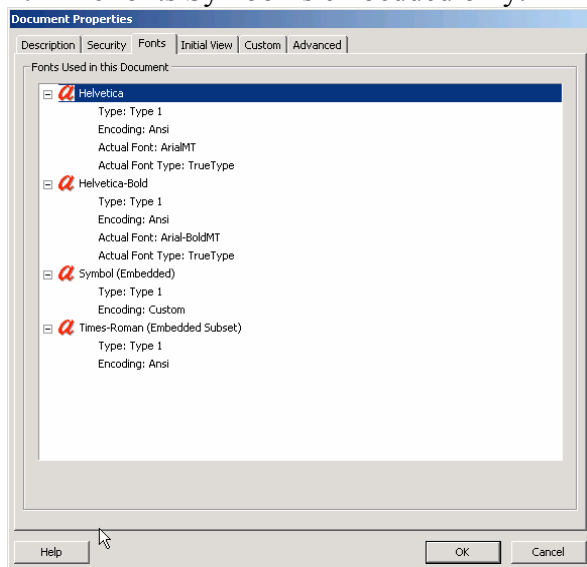 Document Properties
Description Security Fonts Initial View Custom Advanced
Fonts Used in this Document
Helvetica
Type: Type 1
Encoding: Ansi
Actual Font: ArialMT
Actual Font Type: TrueType
Helvetica-Bold
Type: Type 1
Encoding: Ansi
Actual Font: Arial-BoldMT
Actual Font Type: TrueType
Symbol (Embedded)
Type: Type 1
Encoding: Custom
Times-Roman (Embedded Subset)
Type: Type 1
Encoding: Ansi
Help OK Cancel